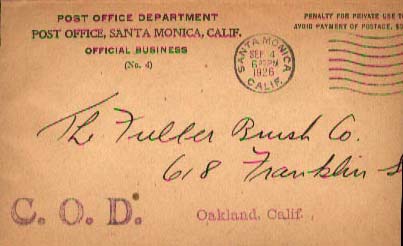 POST OFFICE DEPARTMENT
POST OFFICE, SANTA MONICA, CALIF.
OFFICIAL BUSINESS
(No. 4)
SANTA MONICA
SEP 4
1926
CALIF.
PENALTY FOR PRIVATE USE T
AVOID PAYMENT OF POSTAGE, $
The Fuller Brush Co.
618 Franklin S
C. O. D.
Oakland, Calif.